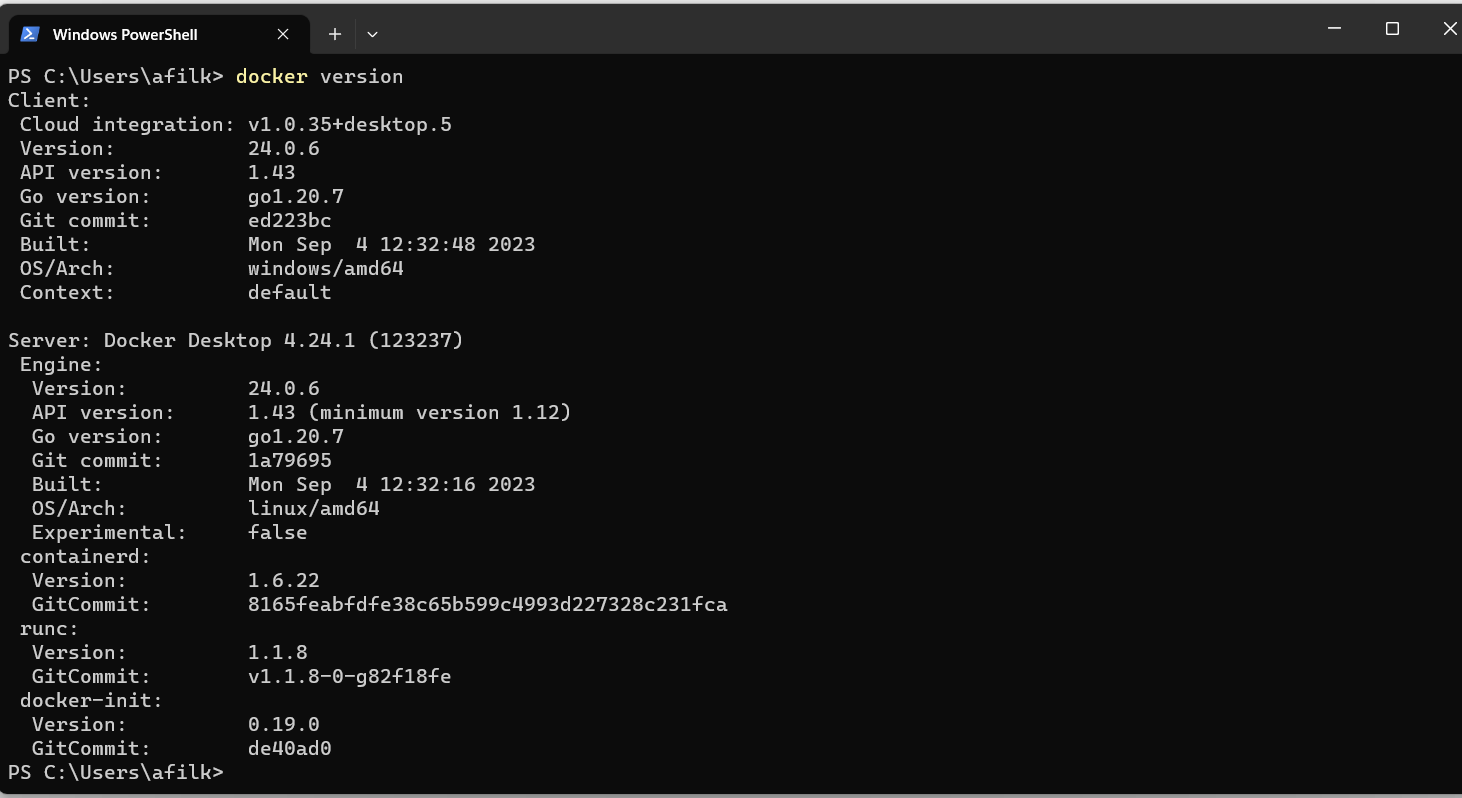 Windows PowerShell
PS C:\Users\afilk> docker version
Client:
 Cloud integration: v1.0.35+desktop.5
 Version:           24.0.6
 API version:       1.43
 Go version:        go1.20.7
 Git commit:        ed223bc
 Built:             Mon Sep  4 12:32:48 2023
 OS/Arch:           windows/amd64
 Context:           default

Server: Docker Desktop 4.24.1 (123237)
 Engine:
  Version:          24.0.6
  API version:      1.43 (minimum version 1.12)
  Go version:       go1.20.7
  Git commit:       1a79695
  Built:            Mon Sep  4 12:32:16 2023
  OS/Arch:          linux/amd64
  Experimental:     false
 containerd:
  Version:          1.6.22
  GitCommit:        8165feabfdfe38c65b599c4993d227328c231fca
 runc:
  Version:          1.1.8
  GitCommit:        v1.1.8-0-g82f18fe
 docker-init:
  Version:          0.19.0
  GitCommit:        de40ad0
PS C:\Users\afilk>